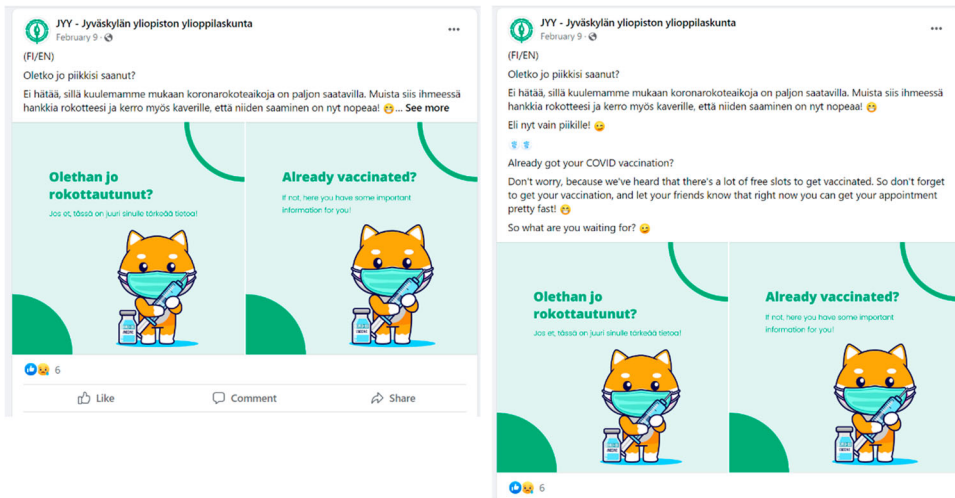 JYY - Jyväskylän yliopiston ylioppilaskunta
February 9 ·
(FI/EN)
Oletko jo piikkisi saanut?
Ei hätää, sillä kuulemamme mukaan koronarokoteaikoja on paljon saatavilla. Muista siis ihmeessä
hankkia rokotteesi ja kerro myös kaverille, että niiden saaminen on nyt nopeaa! 😁... See more
Olethan jo
rokottautunut?
Jos et, tässä on juuri sinulle tärkeää tietoa!
Already vaccinated?
If not, here you have some important
information for you!
6
Like
Comment
Share
JYY - Jyväskylän yliopiston ylioppilaskunta
February 9 ·
(FI/EN)
Oletko jo piikkisi saanut?
Ei hätää, sillä kuulemamme mukaan koronarokoteaikoja on paljon saatavilla. Muista siis ihmeessä
hankkia rokotteesi ja kerro myös kaverille, että niiden saaminen on nyt nopeaa! 😁
Eli nyt vain piikille! 😉
Already got your COVID vaccination?
Don't worry, because we've heard that there's a lot of free slots to get vaccinated. So don't forget
to get your vaccination, and let your friends know that right now you can get your appointment
pretty fast! 😁
So what are you waiting for? 😄
Olethan jo
rokottautunut?
Jos et, tässä on juuri sinulle tärkeää tietoa!
Already vaccinated?
If not, here you have some important
information for you!
6